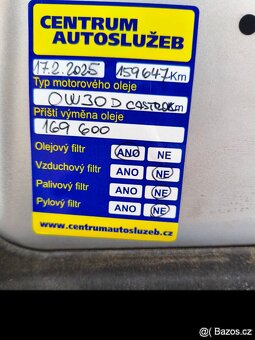 CENTRUM
AUTOSLUŽEB
17.2.2025 159647 Km
Typ motorového oleje
0W30 D CASTROL Km
Příští výměna oleje
169 600
Olejový filtr ANO NE
Vzduchový filtr ANO NE
Palivový filtr ANO NE
Pylový filtr ANO NE
www.centrumautosluzeb.cz
© Bazos.cz